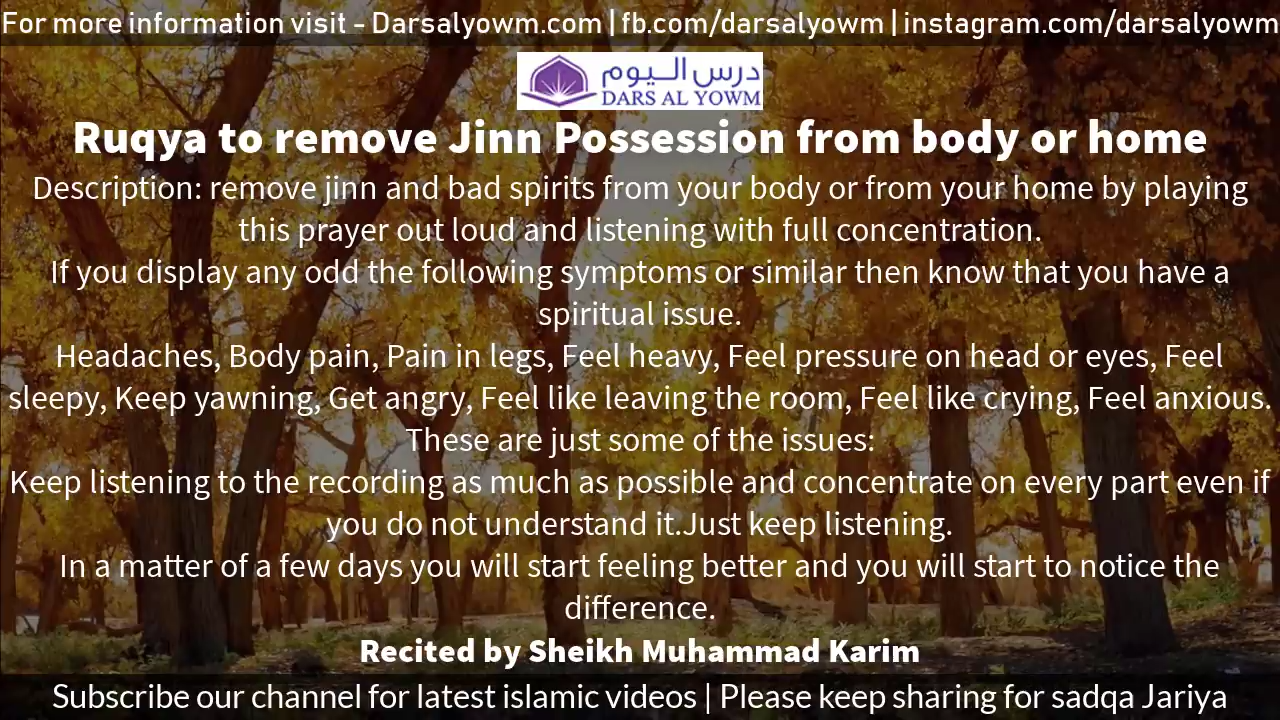 For more information visit - Darsalyowm.com | fb.com/darsalyowm | instagram.com/darsalyowm
درس اليوم
DARS AL YOWM
Ruqya to remove Jinn Possession from body or home
Description: remove jinn and bad spirits from your body or from your home by playing
this prayer out loud and listening with full concentration.
If you display any odd the following symptoms or similar then know that you have a
spiritual issue.
Headaches, Body pain, Pain in legs, Feel heavy, Feel pressure on head or eyes, Feel
sleepy, Keep yawning, Get angry, Feel like leaving the room, Feel like crying, Feel anxious.
These are just some of the issues:
Keep listening to the recording as much as possible and concentrate on every part even if
you do not understand it.Just keep listening.
In a matter of a few days you will start feeling better and you will start to notice the
difference.
Recited by Sheikh Muhammad Karim
Subscribe our channel for latest islamic videos | Please keep sharing for sadqa Jariya